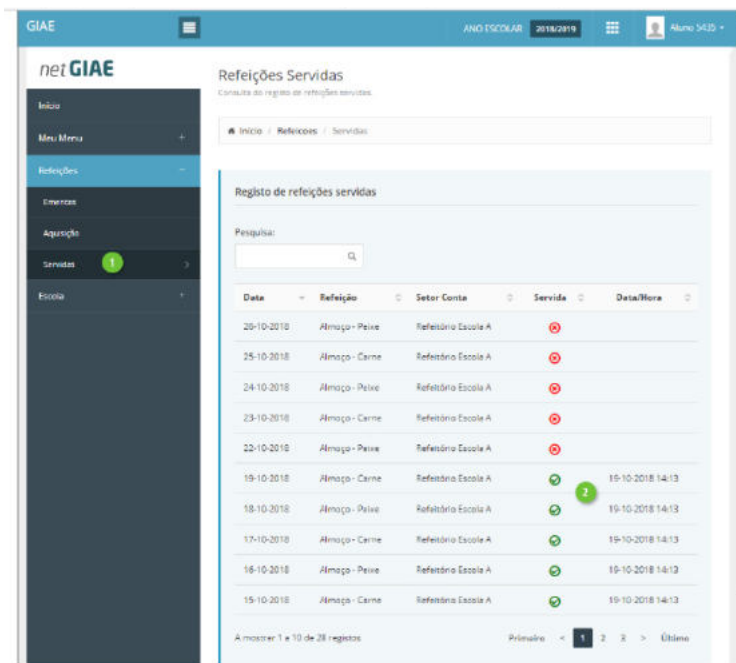 GIAE
ANO ESCOLAR 2018/2019 Aluno 5435
net GIAE
Início
Meu Menu +
Refeições −
Ementas
Aquisição
Servidas 1 >
Escola +
Refeições Servidas
Consulta do registo de refeições servidas.
Início / Refeicoes / Servidas
Registo de refeições servidas
Pesquisa:
Data Refeição Setor Conta Servida Data/Hora
26-10-2018 Almoço - Peixe Refeitório Escola A
25-10-2018 Almoço - Carne Refeitório Escola A
24-10-2018 Almoço - Peixe Refeitório Escola A
23-10-2018 Almoço - Carne Refeitório Escola A
22-10-2018 Almoço - Peixe Refeitório Escola A
19-10-2018 Almoço - Carne Refeitório Escola A 19-10-2018 14:13
2
18-10-2018 Almoço - Peixe Refeitório Escola A 19-10-2018 14:13
17-10-2018 Almoço - Carne Refeitório Escola A 19-10-2018 14:13
16-10-2018 Almoço - Peixe Refeitório Escola A 19-10-2018 14:13
15-10-2018 Almoço - Carne Refeitório Escola A 19-10-2018 14:13
A mostrar 1 a 10 de 28 registos Primeiro < 1 2 3 > Último